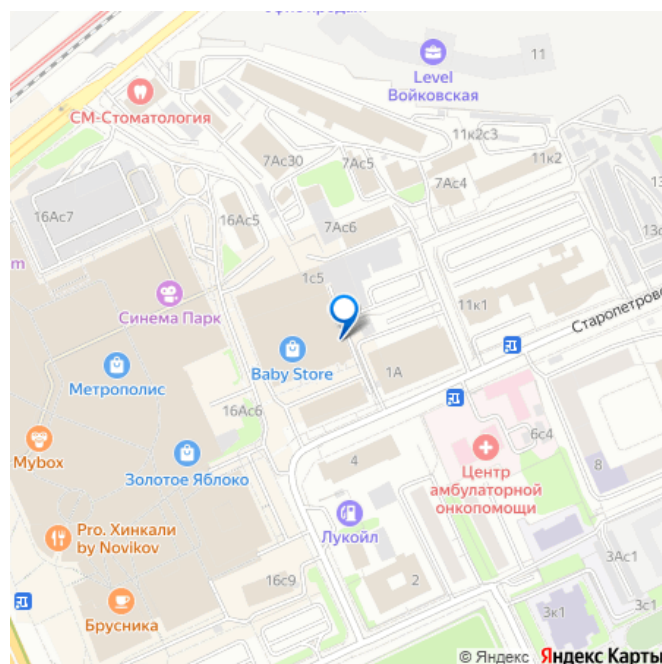 11
Level
Войковская
СМ-Стоматология
11к2с3
7Ас30
7Ас5
11к2
7Ас4
16Ас7
16Ас5
7Ас6
1с5
Синема Парк
11к1
Старопетровс
Baby Store
1А
Метрополис
16Ас6
6с4
Mybox
Золотое Яблоко
4
Центр
амбулаторной
онкопомощи
8
Pro. Хинкали
by Novikov
Лукойл
3Ас1
16с9
2
Брусника
3к1
3с1
© Яндекс Яндекс Карты